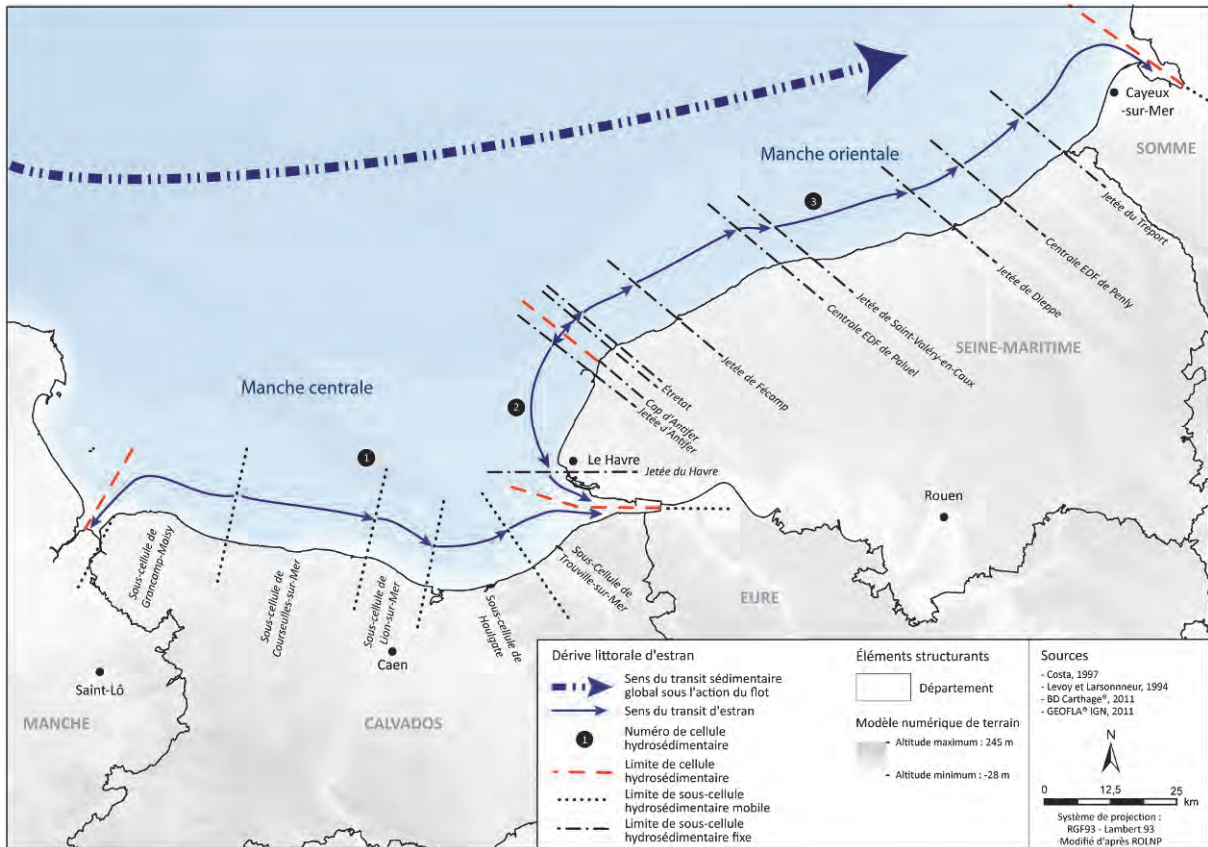 Cayeux
-sur-Mer
SOMME
Manche orientale
3
Jetée du Tréport
Centrale EDF de Penly
Jetée de Dieppe
Jetée de Saint-Valéry-en-Caux
Centrale EDF de Paluel
SEINE-MARITIME
Jetée de Fécamp
Étretat
Cap d'Antifer
Jetée d'Antifer
Manche centrale
2
1
Le Havre
Jetée du Havre
Rouen
Sous-cellule de
Grancamp-Maisy
Sous-cellule de
Courseulles-sur-Mer
Sous-cellule de
Lion-sur-Mer
Sous-cellule de
Houlgate
Sous-Cellule de
Trouville-sur-Mer
EURE
Caen
Saint-Lô
MANCHE
CALVADOS
Dérive littorale d'estran
Sens du transit sédimentaire
global sous l'action du flot
Sens du transit d'estran
1
Numéro de cellule
hydrosédimentaire
Limite de cellule
hydrosédimentaire
Limite de sous-cellule
hydrosédimentaire mobile
Limite de sous-cellule
hydrosédimentaire fixe
Éléments structurants
Département
Modèle numérique de terrain
- Altitude maximum : 245 m
- Altitude minimum : -28 m
Sources
- Costa, 1997
- Levoy et Larsonnneur, 1994
- BD Carthage®, 2011
- GEOFLA® IGN, 2011
N
0 12,5 25
km
Système de projection :
RGF93 - Lambert 93
Modifié d'après ROLNP